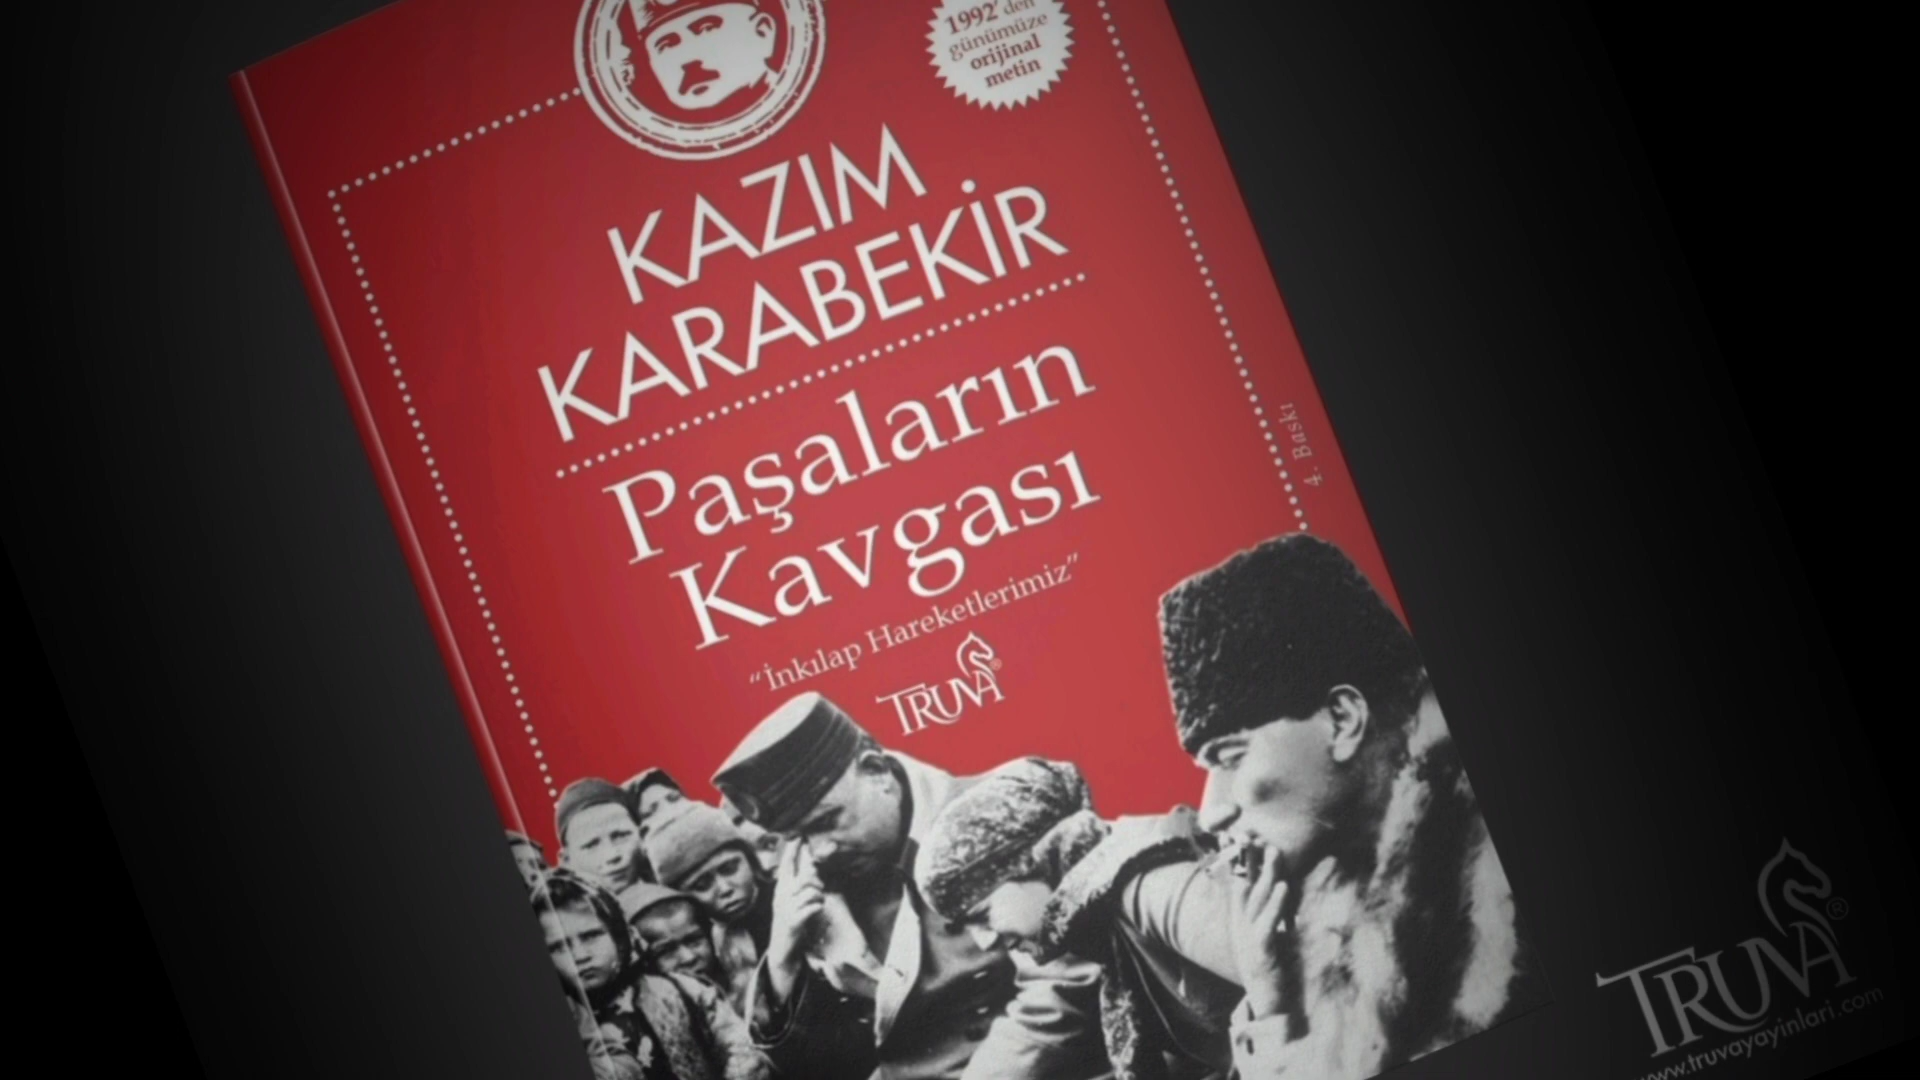 1992'den
günümüze
orijinal
metin
KAZIM
KARABEKİR
Paşaların
Kavgası
“İnkılap Hareketlerimiz”
TRUVA®
4. Baskı
TRUVA®
www.truvayayinlari.com